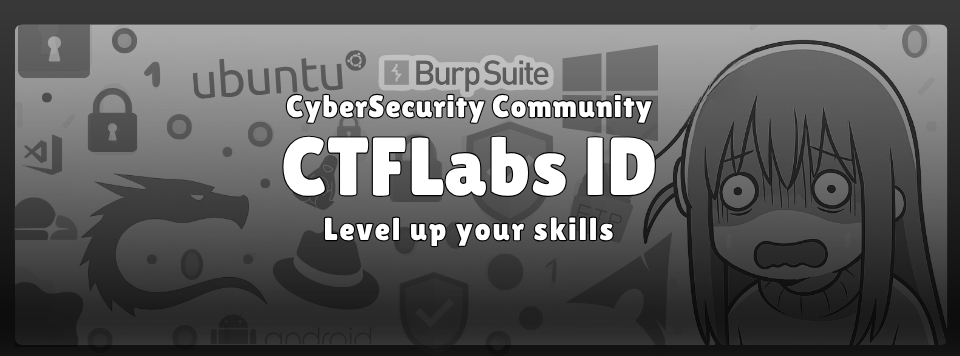 ubuntu
Burp Suite
CyberSecurity Community
CTFLabs ID
Level up your skills
android